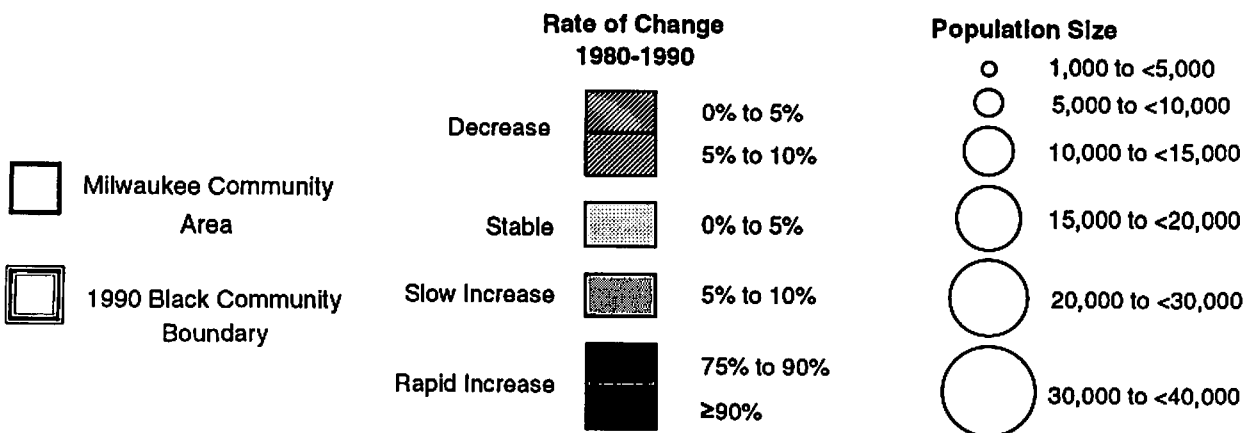 Milwaukee Community
Area
1990 Black Community
Boundary
Rate of Change
1980-1990
Decrease
0% to 5%
5% to 10%
Stable
0% to 5%
Slow Increase
5% to 10%
Rapid Increase
75% to 90%
≥90%
Population Size
1,000 to <5,000
5,000 to <10,000
10,000 to <15,000
15,000 to <20,000
20,000 to <30,000
30,000 to <40,000